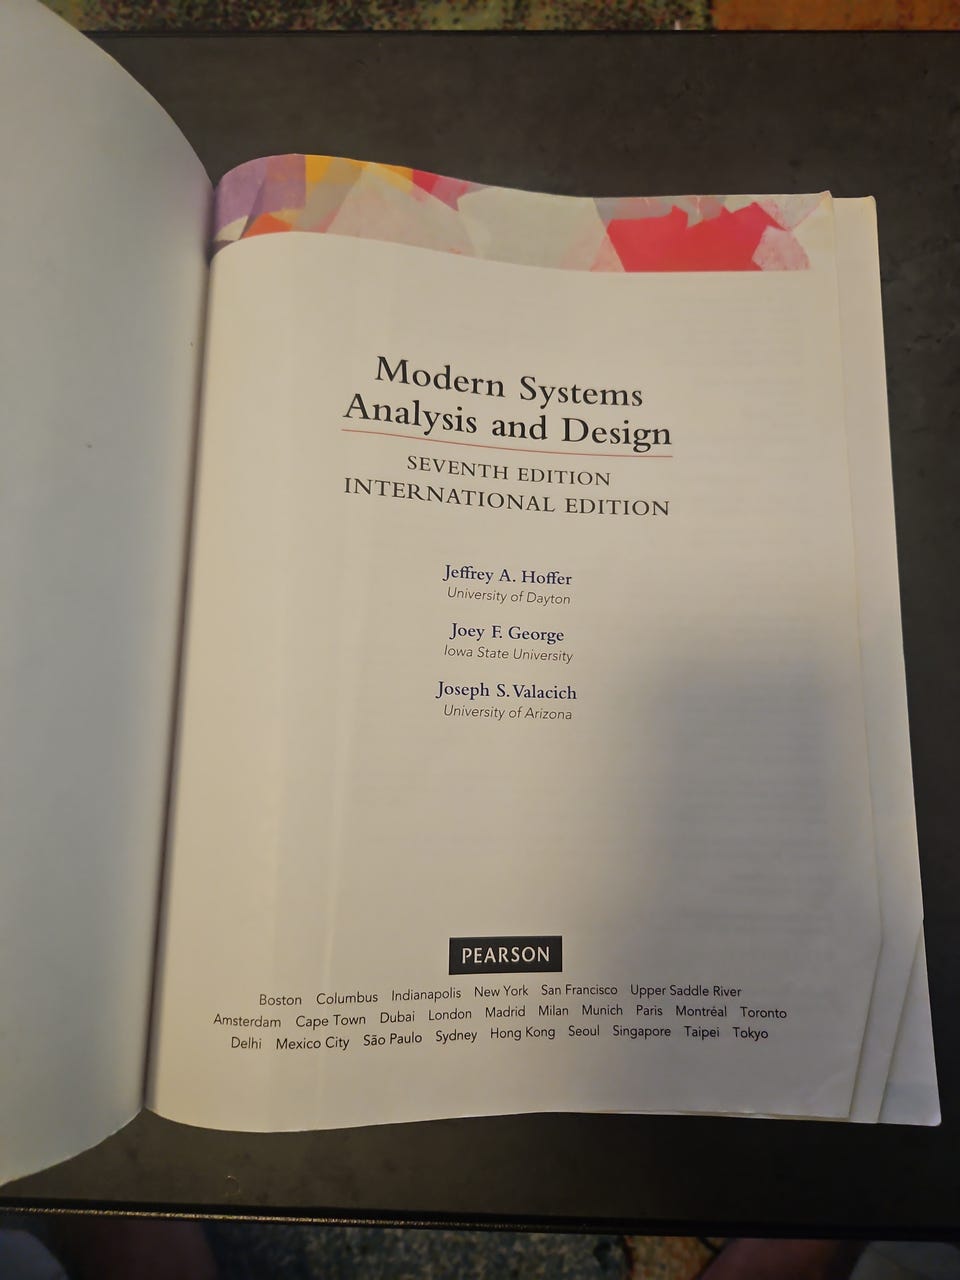 Modern Systems
Analysis and Design
SEVENTH EDITION
INTERNATIONAL EDITION
Jeffrey A. Hoffer
University of Dayton
Joey F. George
Iowa State University
Joseph S. Valacich
University of Arizona
PEARSON
Boston Columbus Indianapolis New York San Francisco Upper Saddle River
Amsterdam Cape Town Dubai London Madrid Milan Munich Paris Montréal Toronto
Delhi Mexico City São Paulo Sydney Hong Kong Seoul Singapore Taipei Tokyo